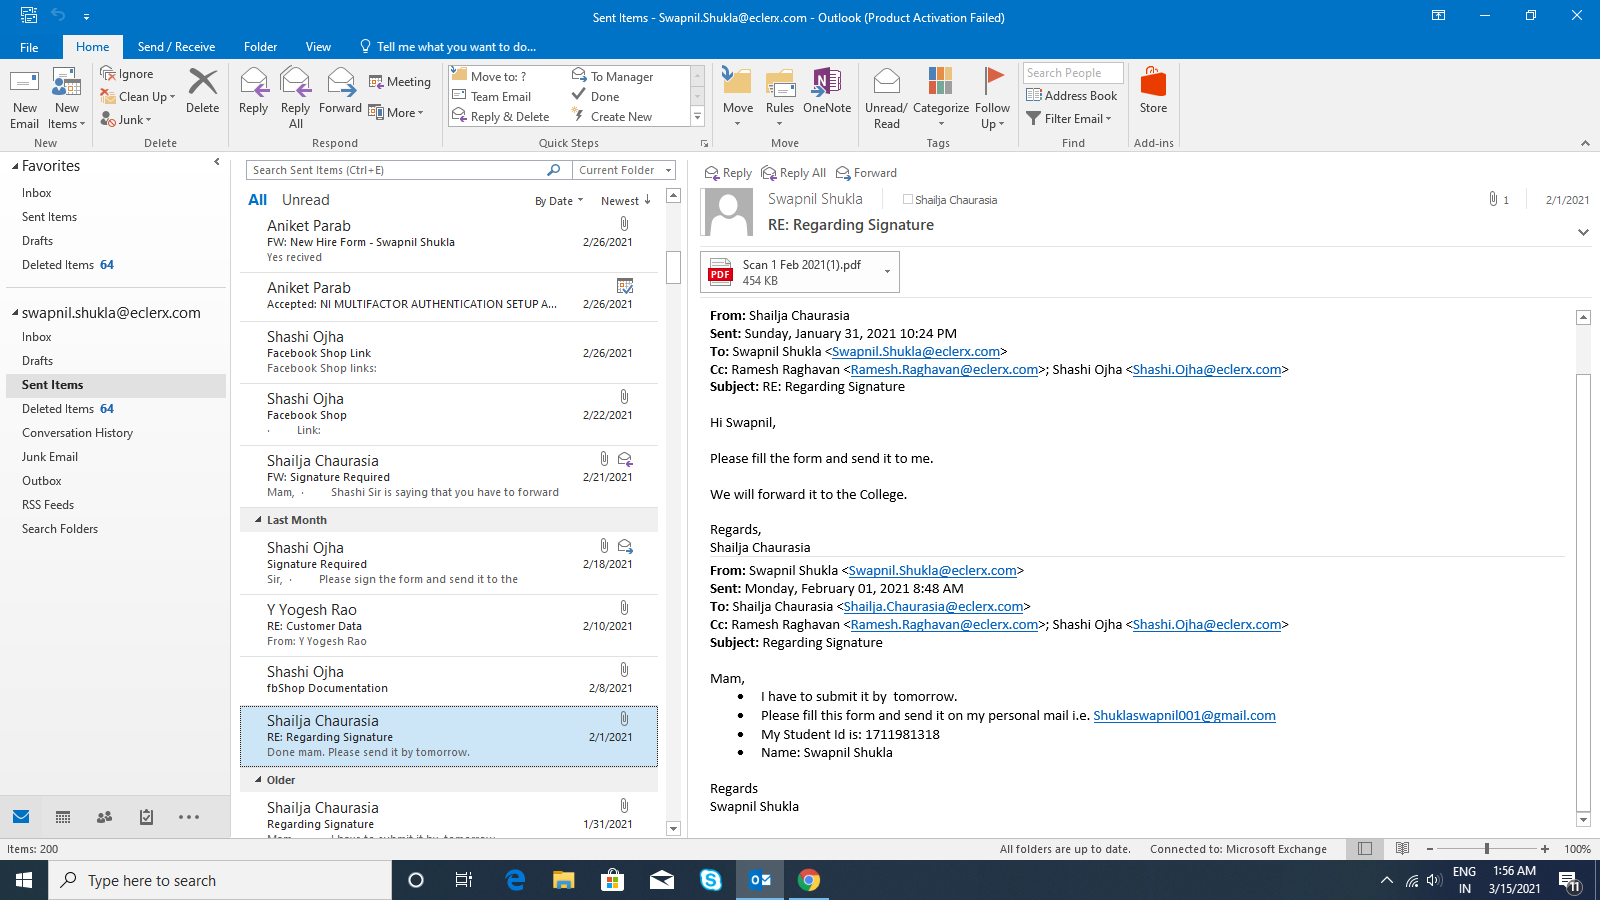 Sent Items - Swapnil.Shukla@eclerx.com - Outlook (Product Activation Failed)
File Home Send / Receive Folder View Tell me what you want to do...
New Email
New Items
New
Ignore
Clean Up
Junk
Delete
Delete
Reply
Reply All
Forward
Meeting
More
Respond
Move to: ?
Team Email
Reply & Delete
To Manager
Done
Create New
Quick Steps
Move
Rules
OneNote
Move
Unread/ Read
Categorize
Follow Up
Tags
Search People
Address Book
Filter Email
Find
Store
Add-ins
Favorites
Inbox
Sent Items
Drafts
Deleted Items 64
swapnil.shukla@eclerx.com
Inbox
Drafts
Sent Items
Deleted Items 64
Conversation History
Junk Email
Outbox
RSS Feeds
Search Folders
Search Sent Items (Ctrl+E)
Current Folder
All Unread
By Date Newest
Aniket Parab
FW: New Hire Form - Swapnil Shukla 2/26/2021
Yes recived
Aniket Parab
Accepted: NI MULTIFACTOR AUTHENTICATION SETUP A... 2/26/2021
Shashi Ojha
Facebook Shop Link 2/26/2021
Facebook Shop links:
Shashi Ojha
Facebook Shop 2/22/2021
· Link:
Shailja Chaurasia
FW: Signature Required 2/21/2021
Mam, · Shashi Sir is saying that you have to forward
Last Month
Shashi Ojha
Signature Required 2/18/2021
Sir, · Please sign the form and send it to the
Y Yogesh Rao
RE: Customer Data 2/10/2021
From: Y Yogesh Rao
Shashi Ojha
fbShop Documentation 2/8/2021
Shailja Chaurasia
RE: Regarding Signature 2/1/2021
Done mam. Please send it by tomorrow.
Older
Shailja Chaurasia
Regarding Signature 1/31/2021
Mam, · I have to submit it by tomorrow
Reply Reply All Forward
Swapnil Shukla Shailja Chaurasia 1 2/1/2021
RE: Regarding Signature
PDF
Scan 1 Feb 2021(1).pdf
454 KB
From: Shailja Chaurasia
Sent: Sunday, January 31, 2021 10:24 PM
To: Swapnil Shukla <Swapnil.Shukla@eclerx.com>
Cc: Ramesh Raghavan <Ramesh.Raghavan@eclerx.com>; Shashi Ojha <Shashi.Ojha@eclerx.com>
Subject: RE: Regarding Signature
Hi Swapnil,
Please fill the form and send it to me.
We will forward it to the College.
Regards,
Shailja Chaurasia
From: Swapnil Shukla <Swapnil.Shukla@eclerx.com>
Sent: Monday, February 01, 2021 8:48 AM
To: Shailja Chaurasia <Shailja.Chaurasia@eclerx.com>
Cc: Ramesh Raghavan <Ramesh.Raghavan@eclerx.com>; Shashi Ojha <Shashi.Ojha@eclerx.com>
Subject: Regarding Signature
Mam,
• I have to submit it by tomorrow.
• Please fill this form and send it on my personal mail i.e. Shuklaswapnil001@gmail.com
• My Student Id is: 1711981318
• Name: Swapnil Shukla
Regards
Swapnil Shukla
Items: 200
All folders are up to date. Connected to: Microsoft Exchange 100%
Type here to search
ENG
IN
1:56 AM
3/15/2021
11